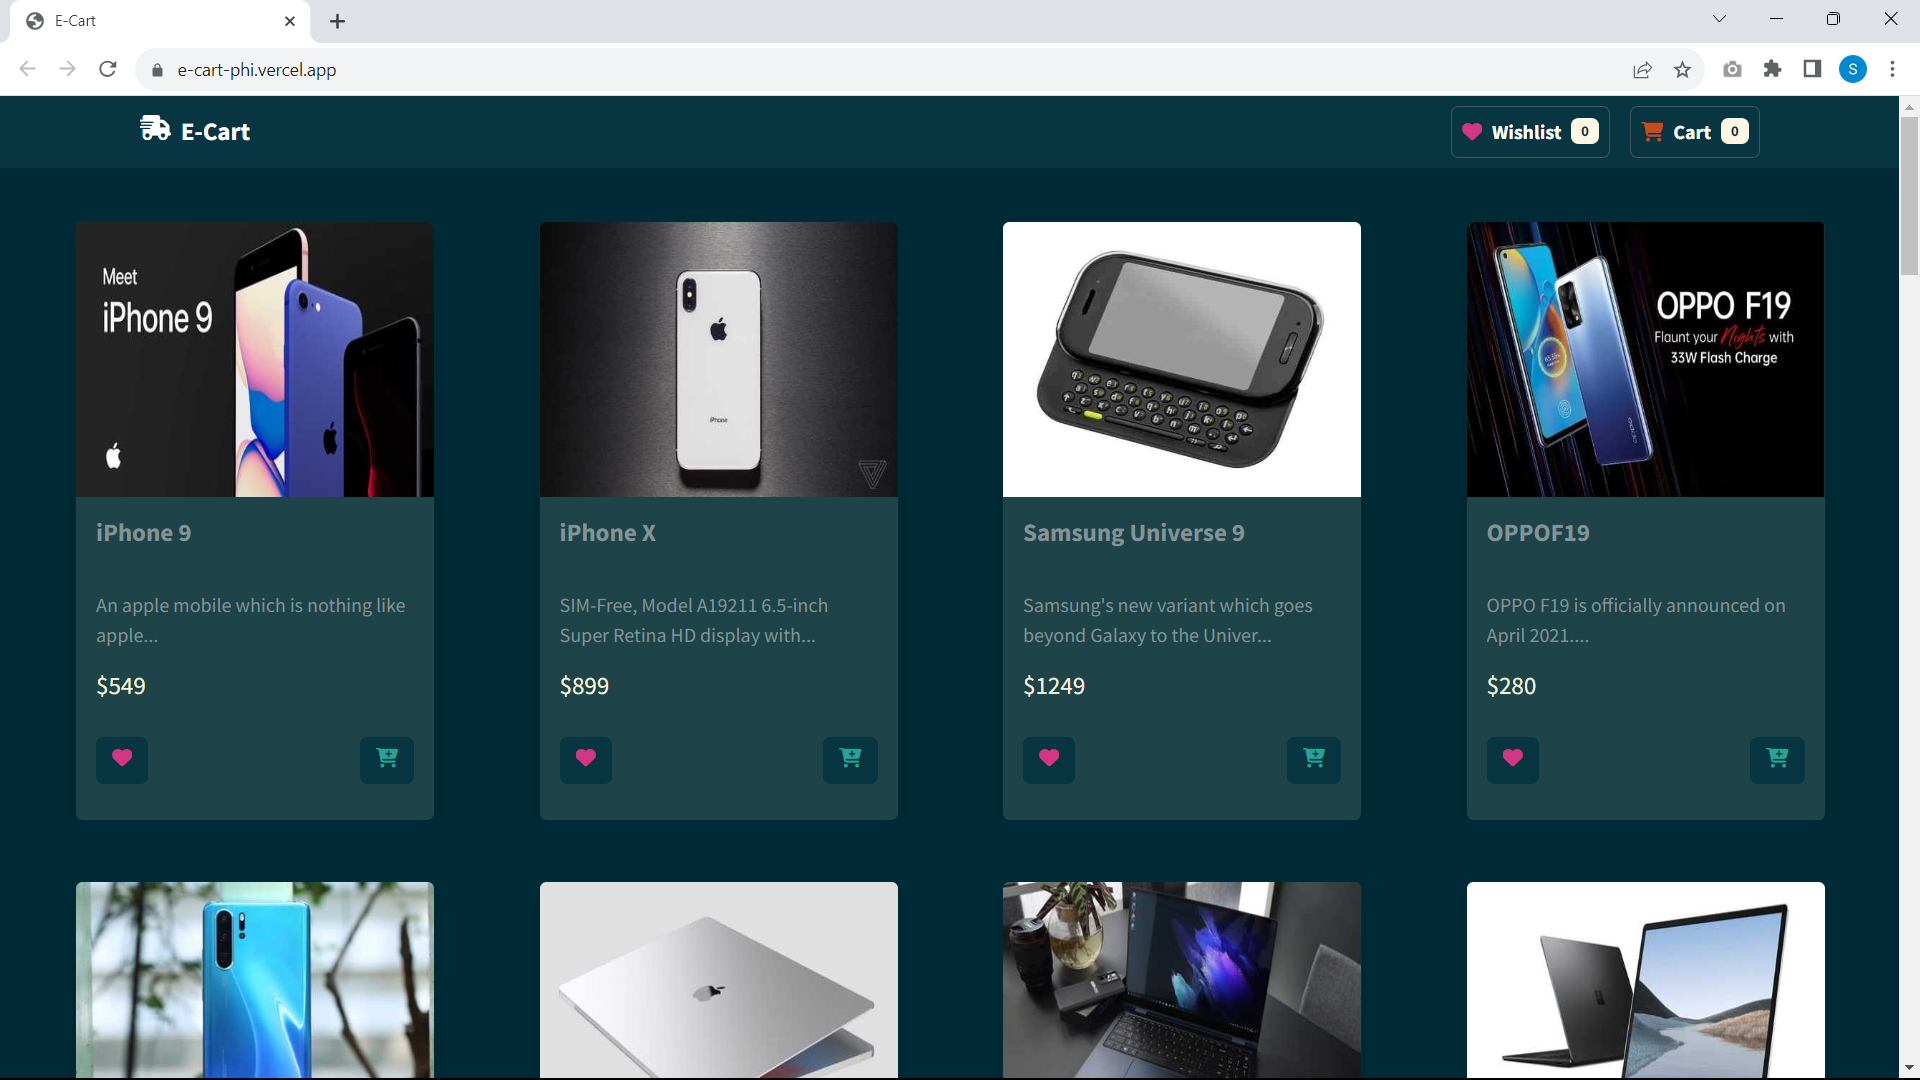 E-Cart
e-cart-phi.vercel.app
S
E-Cart
Wishlist 0
Cart 0
Meet
iPhone 9
iPhone
OPPO F19
Flaunt your Nights with
33W Flash Charge
oppo
iPhone 9
iPhone X
Samsung Universe 9
OPPOF19
An apple mobile which is nothing like
apple...
SIM-Free, Model A19211 6.5-inch
Super Retina HD display with...
Samsung's new variant which goes
beyond Galaxy to the Univer...
OPPO F19 is officially announced on
April 2021....
$549
$899
$1249
$280